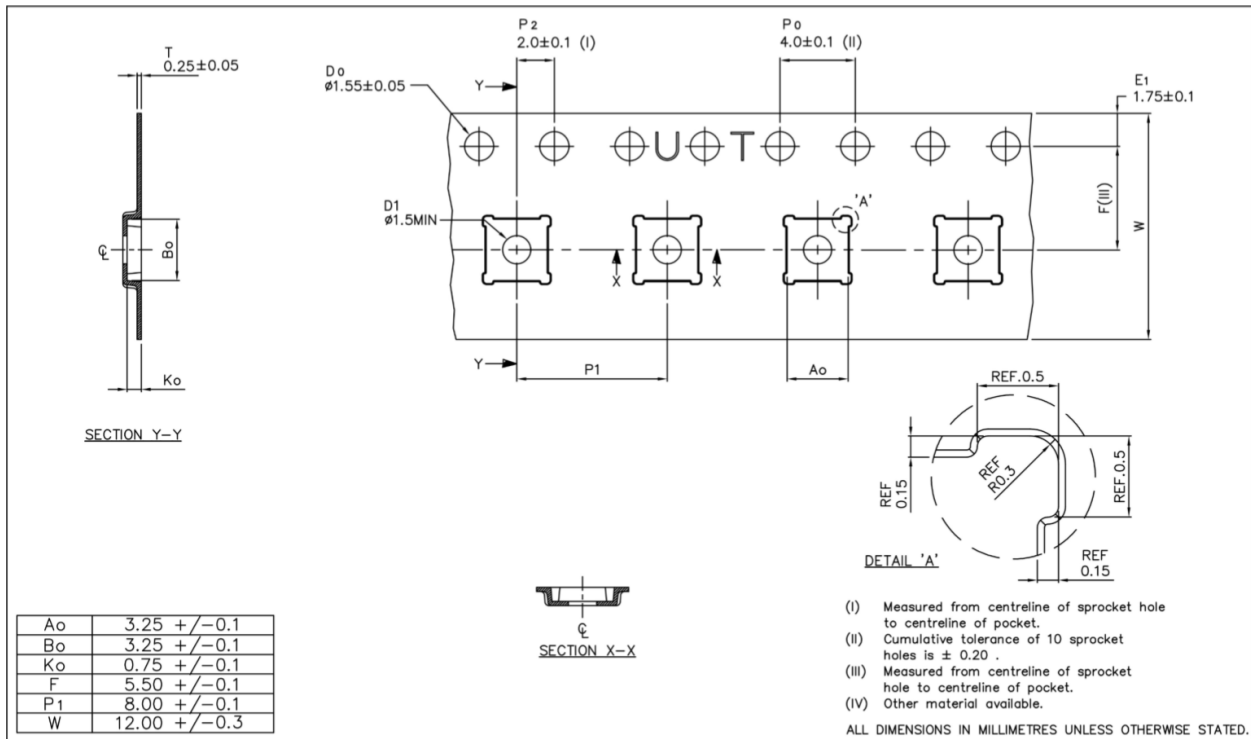 T
0.25±0.05
Do
ø1.55±0.05
P2
2.0±0.1 (I)
Po
4.0±0.1 (II)
E1
1.75±0.1
Y
U T
D1
ø1.5MIN
'A'
F(III)
W
℄
Bo
X X
Y
P1
Ao
Ko
SECTION Y-Y
REF.0.5
REF
0.15
REF
R0.3
REF.0.5
REF
0.15
DETAIL 'A'
℄
SECTION X-X
Ao 3.25 +/-0.1
Bo 3.25 +/-0.1
Ko 0.75 +/-0.1
F 5.50 +/-0.1
P1 8.00 +/-0.1
W 12.00 +/-0.3
(I) Measured from centreline of sprocket hole
to centreline of pocket.
(II) Cumulative tolerance of 10 sprocket
holes is ± 0.20 .
(III) Measured from centreline of sprocket
hole to centreline of pocket.
(IV) Other material available.
ALL DIMENSIONS IN MILLIMETRES UNLESS OTHERWISE STATED.